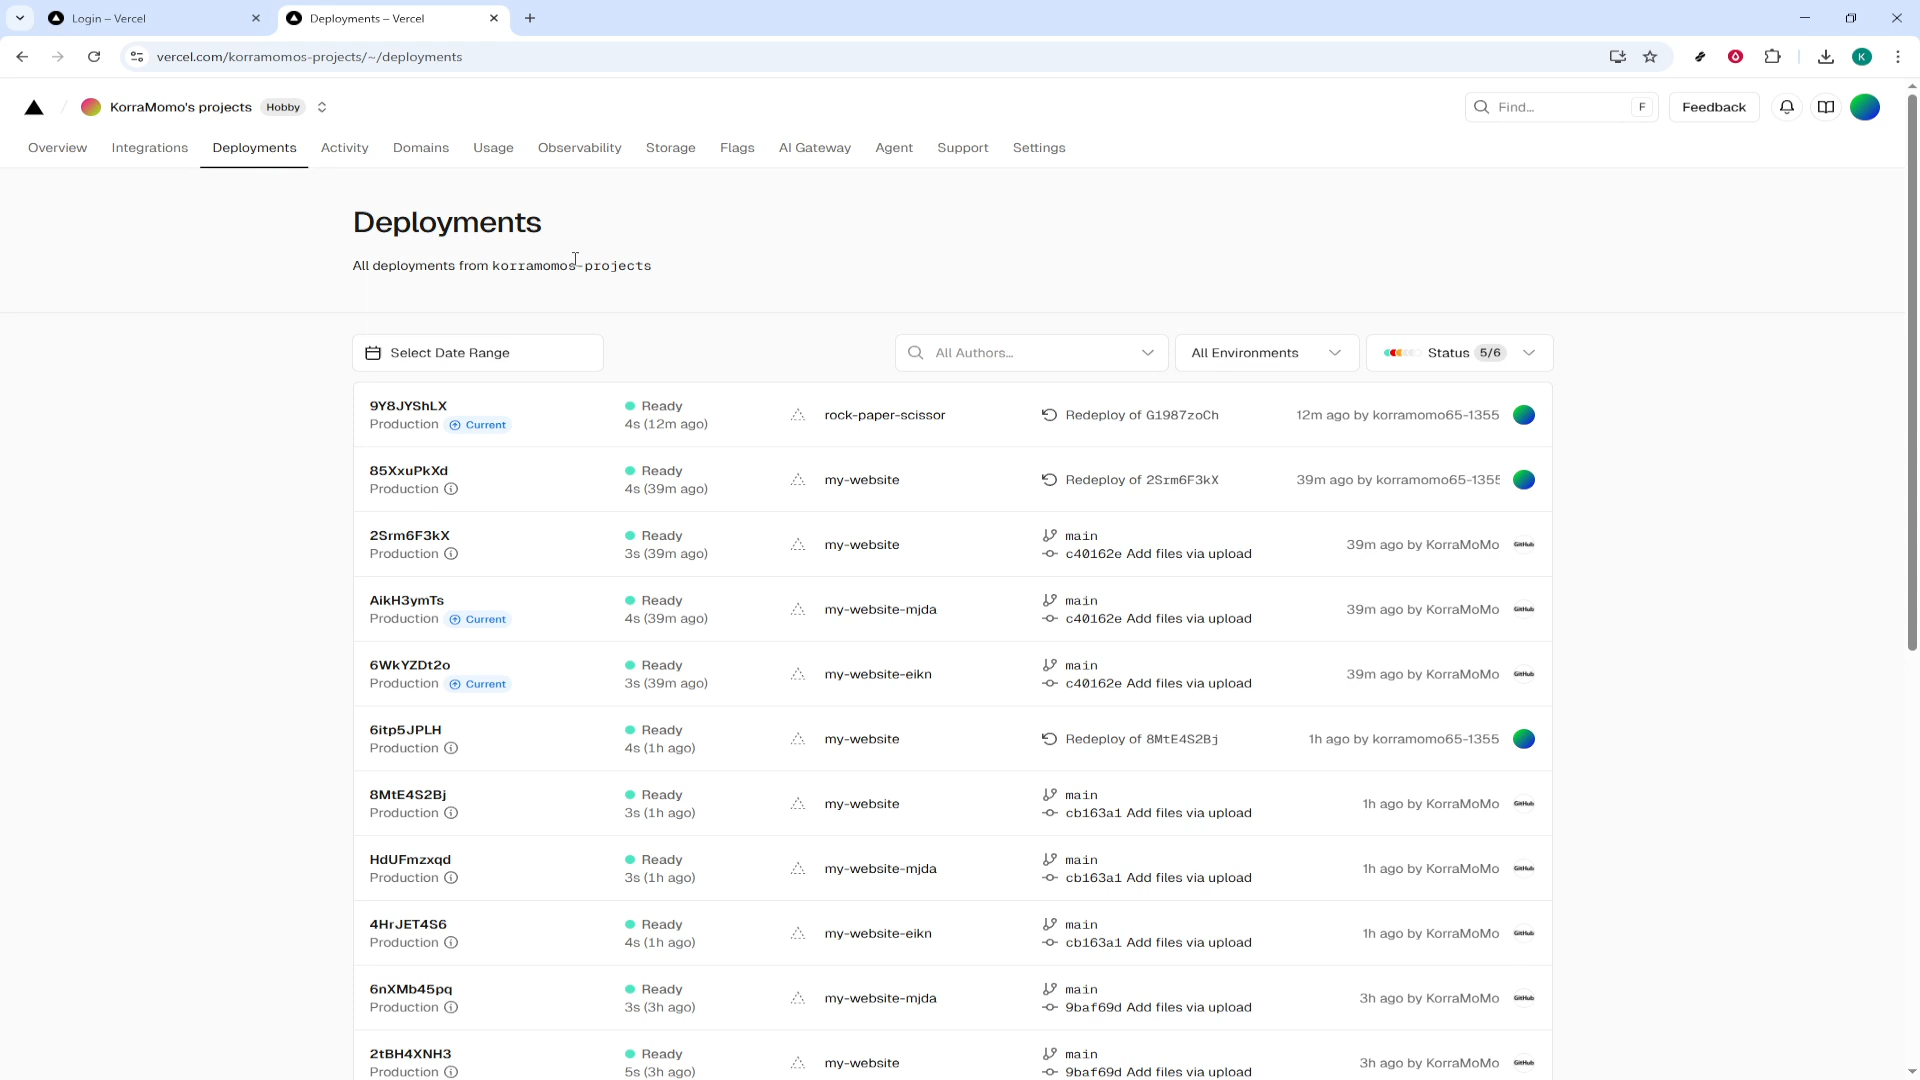 Login – Vercel
Deployments – Vercel
vercel.com/korramomos-projects/~/deployments
K
KorraMomo's projects Hobby
Find... F
Feedback
Overview Integrations Deployments Activity Domains Usage Observability Storage Flags AI Gateway Agent Support Settings
Deployments
All deployments from korramomos-projects
Select Date Range
All Authors...
All Environments
Status 5/6
9Y8JYShLX
Production Current
Ready
4s (12m ago)
rock-paper-scissor
Redeploy of G1987zoCh
12m ago by korramomo65-1355
85XxuPkXd
Production
Ready
4s (39m ago)
my-website
Redeploy of 2Srm6F3kX
39m ago by korramomo65-1355
2Srm6F3kX
Production
Ready
3s (39m ago)
my-website
main
c40162e Add files via upload
39m ago by KorraMoMo
GitHub
AikH3ymTs
Production Current
Ready
4s (39m ago)
my-website-mjda
main
c40162e Add files via upload
39m ago by KorraMoMo
GitHub
6WkYZDt2o
Production Current
Ready
3s (39m ago)
my-website-eikn
main
c40162e Add files via upload
39m ago by KorraMoMo
GitHub
6itp5JPLH
Production
Ready
4s (1h ago)
my-website
Redeploy of 8MtE4S2Bj
1h ago by korramomo65-1355
8MtE4S2Bj
Production
Ready
3s (1h ago)
my-website
main
cb163a1 Add files via upload
1h ago by KorraMoMo
GitHub
HdUFmzxqd
Production
Ready
3s (1h ago)
my-website-mjda
main
cb163a1 Add files via upload
1h ago by KorraMoMo
GitHub
4HrJET4S6
Production
Ready
4s (1h ago)
my-website-eikn
main
cb163a1 Add files via upload
1h ago by KorraMoMo
GitHub
6nXMb45pq
Production
Ready
3s (3h ago)
my-website-mjda
main
9baf69d Add files via upload
3h ago by KorraMoMo
GitHub
2tBH4XNH3
Production
Ready
5s (3h ago)
my-website
main
9baf69d Add files via upload
3h ago by KorraMoMo
GitHub